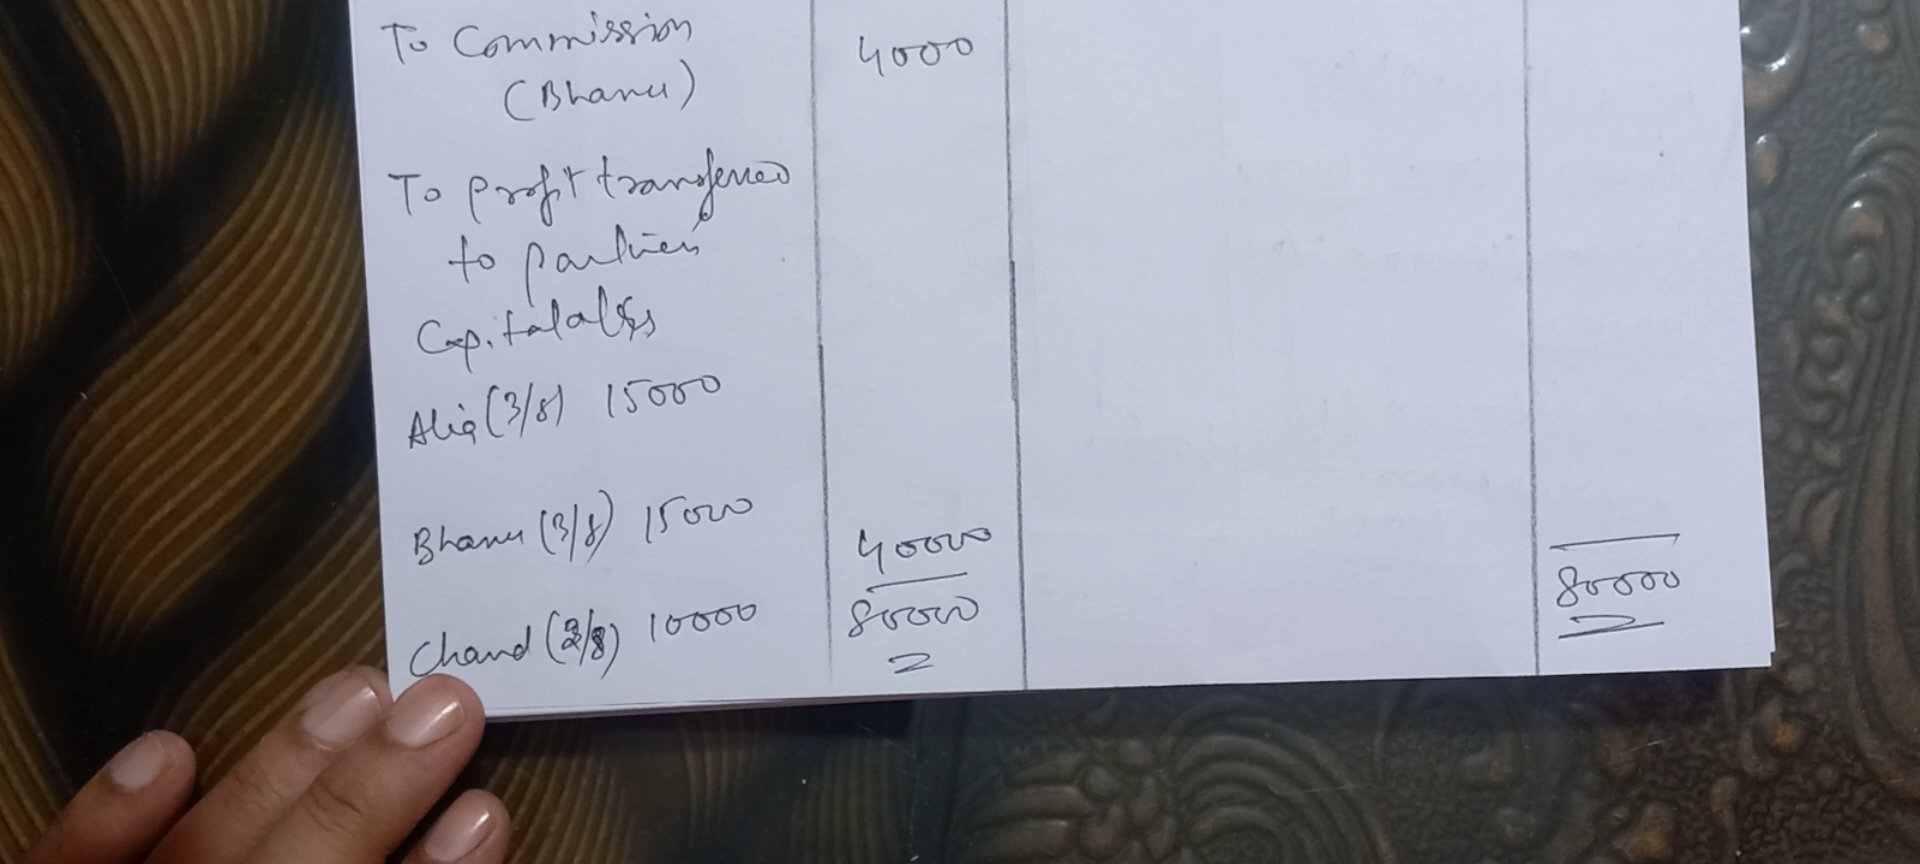 To Commission 4000
(Bhanu)
To profit transferred
to partners
Capital a/cs
Alia (3/8) 15000
Bhanu (3/8) 15000 40000
Chand (2/8) 10000 80000 80000